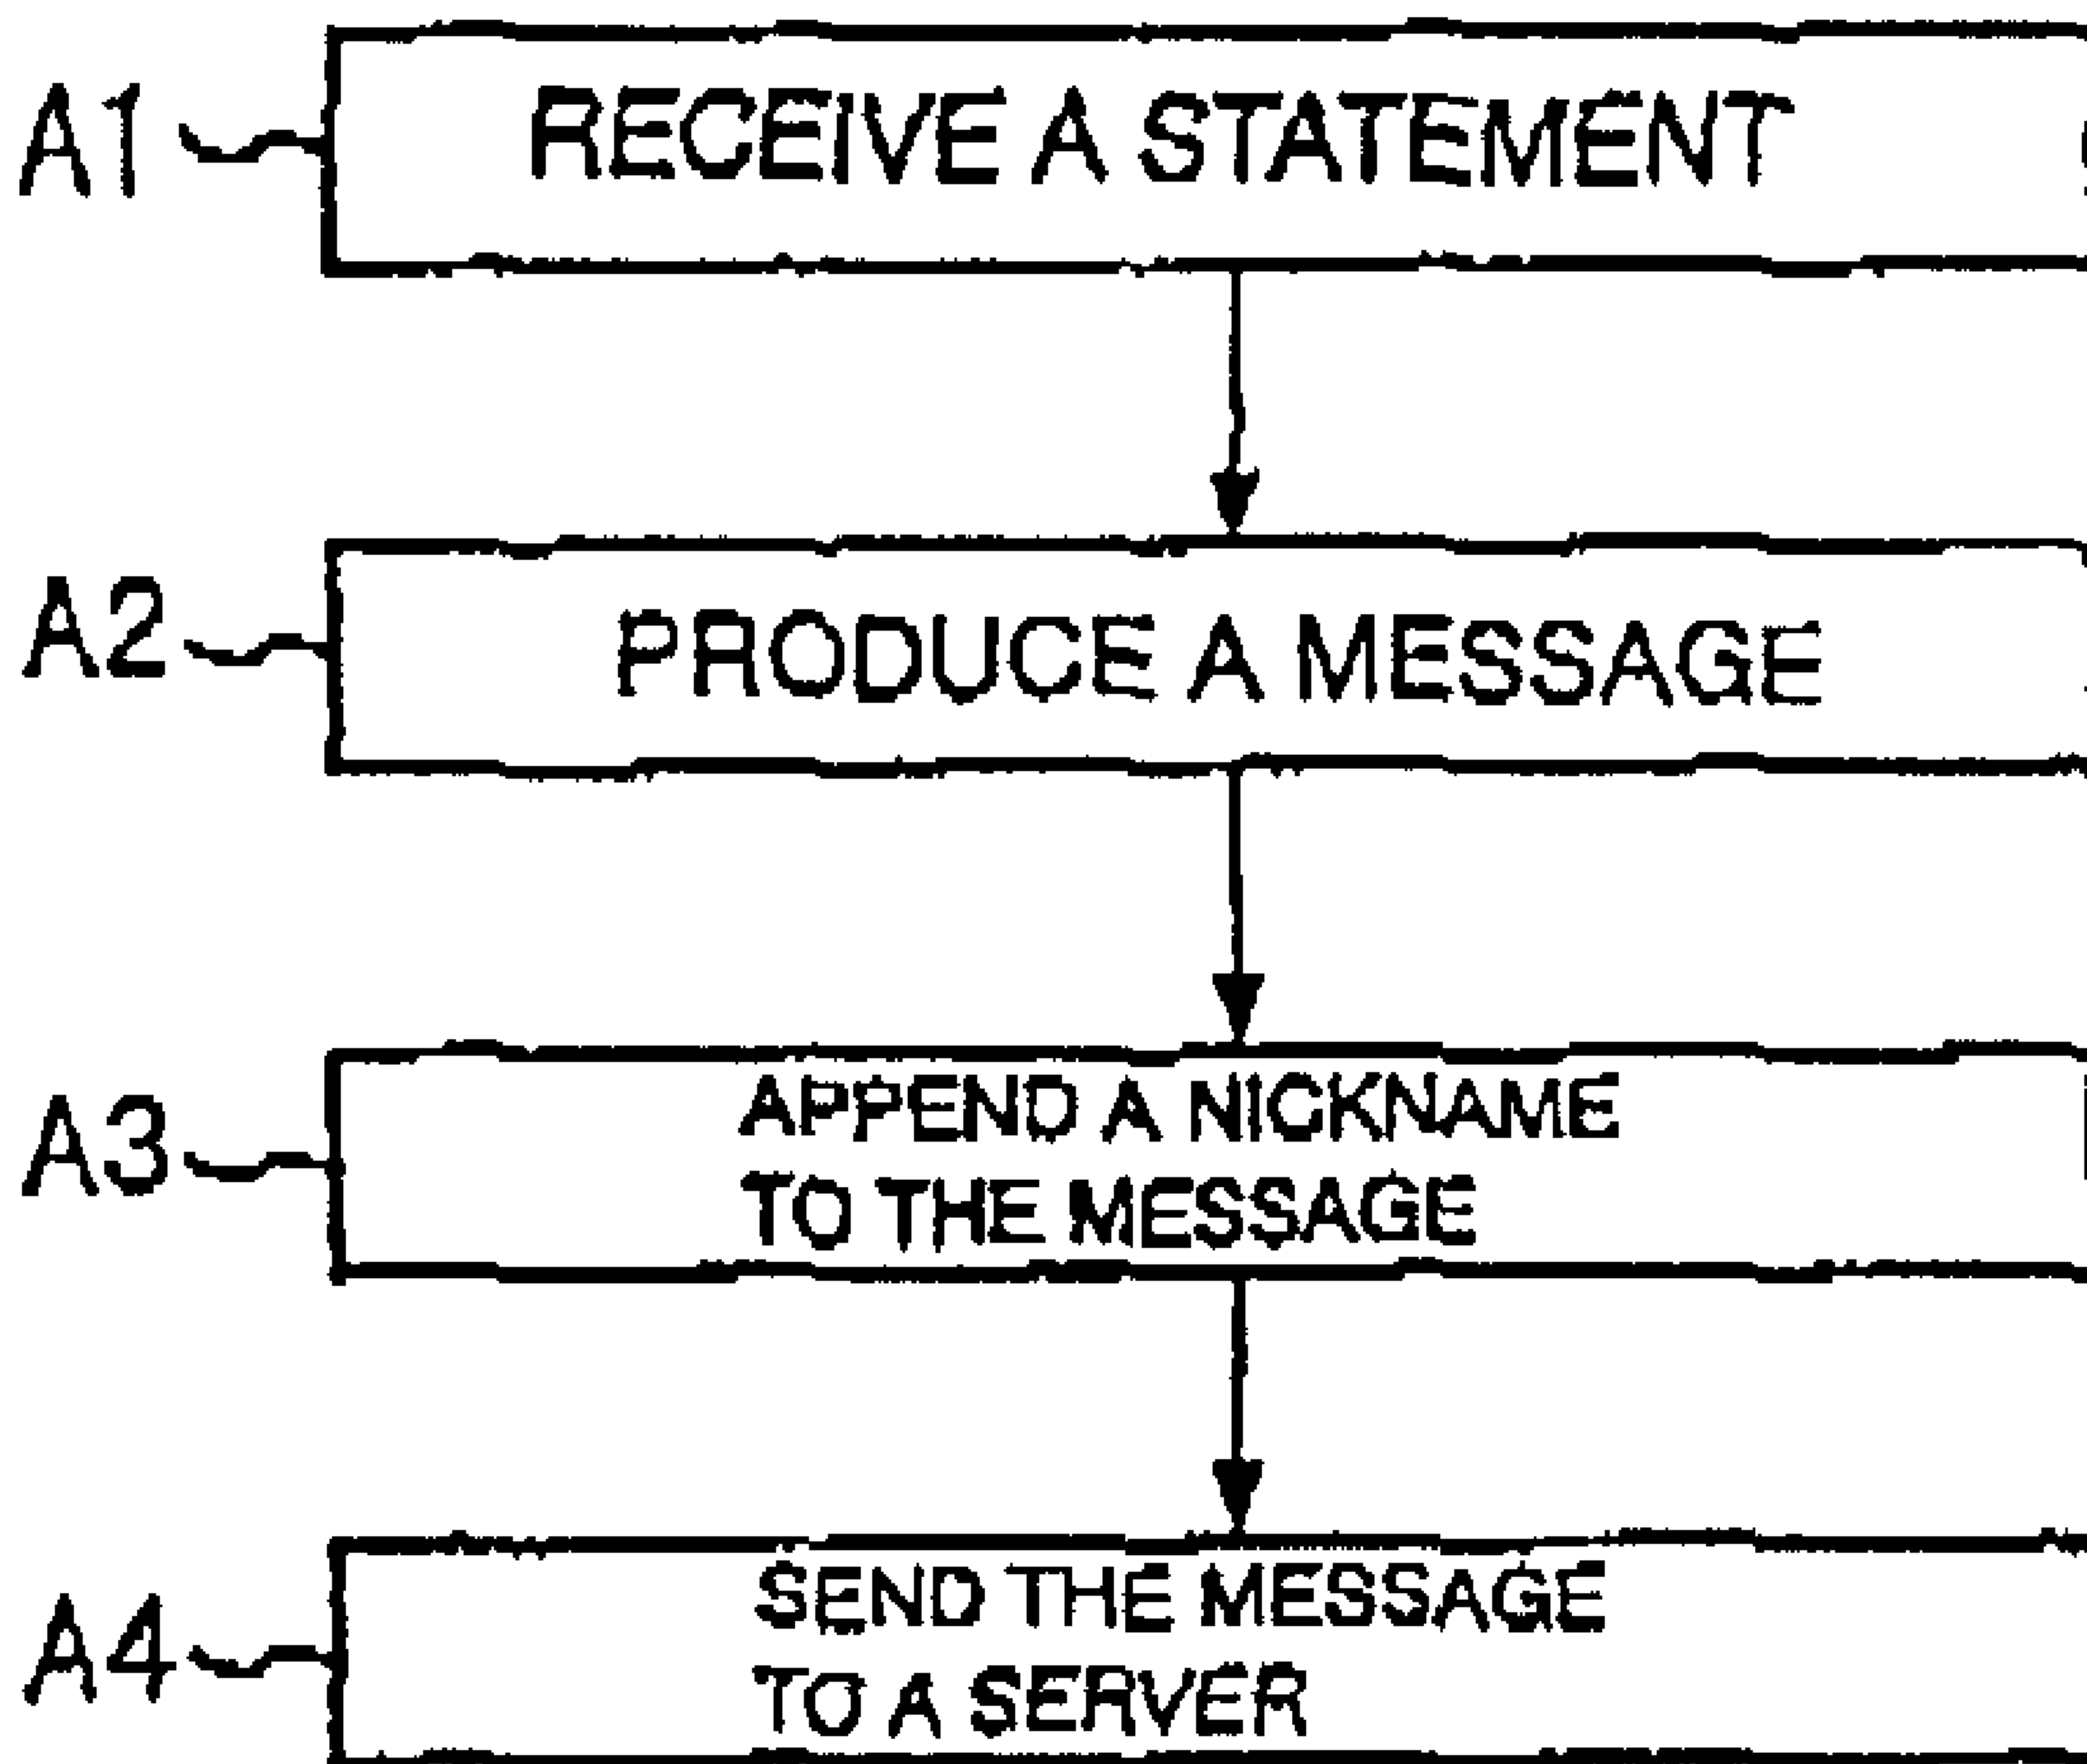 A1 RECEIVE A STATEMENT
A2 PRODUCE A MESSAGE
A3 APPEND A NICKNAME
TO THE MESSAGE
A4 SEND THE MESSAGE
TO A SERVER